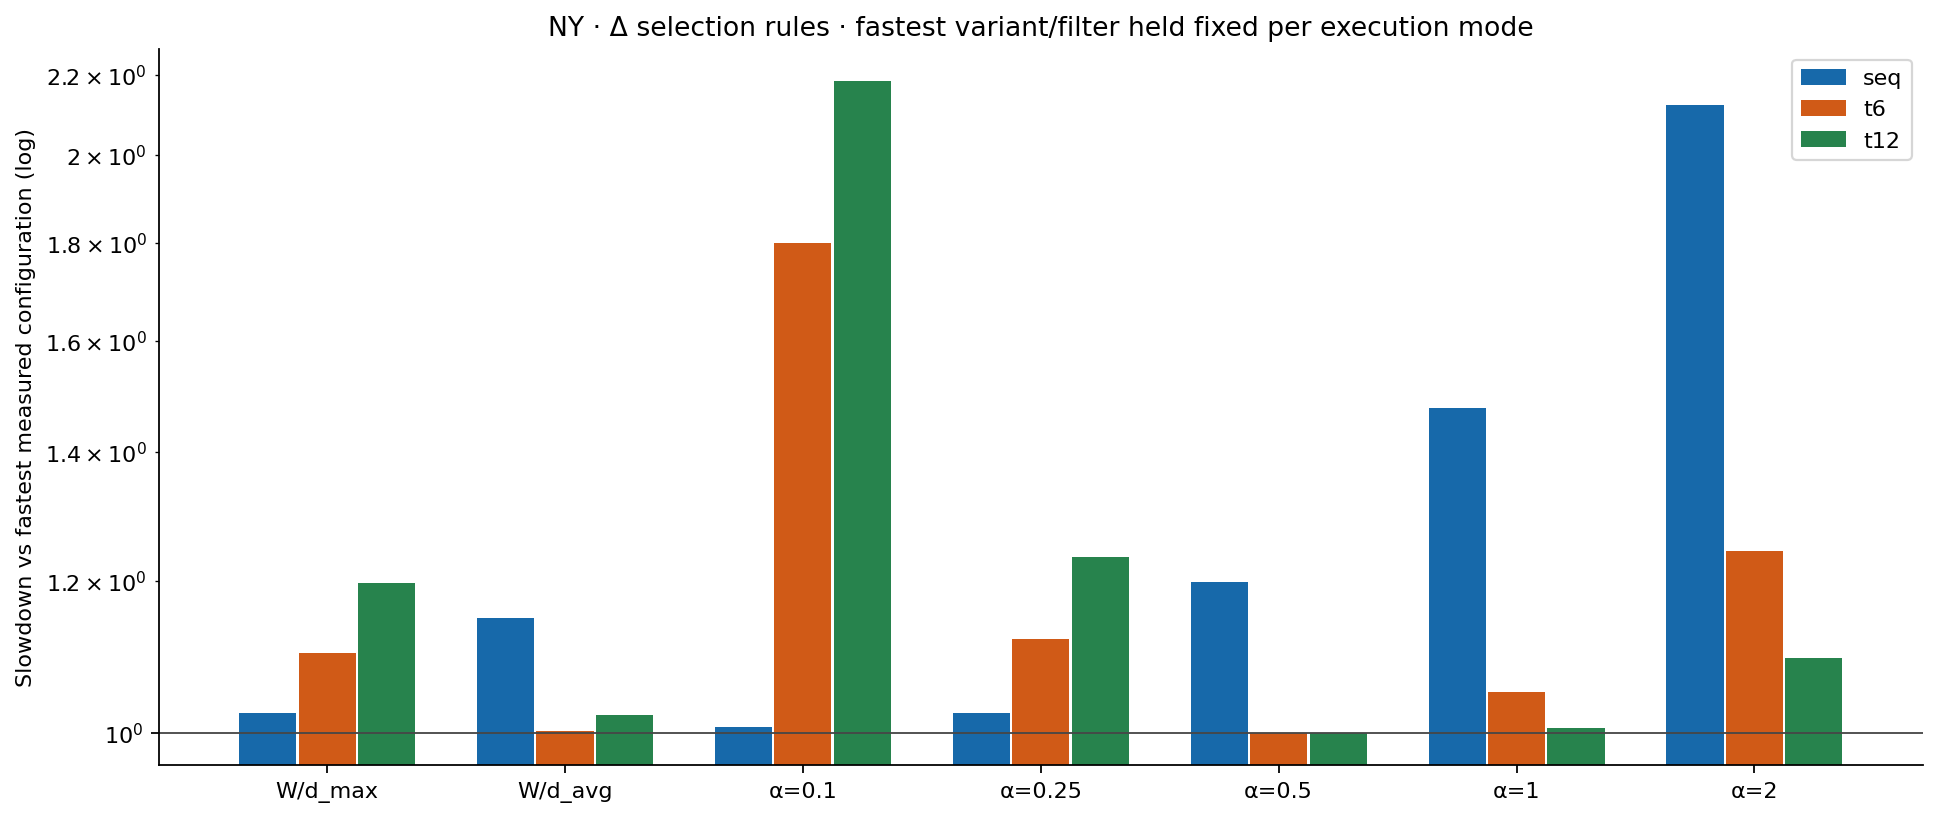 NY · Δ selection rules · fastest variant/filter held fixed per execution mode
Slowdown vs fastest measured configuration (log)
2.2 × 10⁰
2 × 10⁰
1.8 × 10⁰
1.6 × 10⁰
1.4 × 10⁰
1.2 × 10⁰
10⁰
seq
t6
t12
W/d_max W/d_avg α=0.1 α=0.25 α=0.5 α=1 α=2